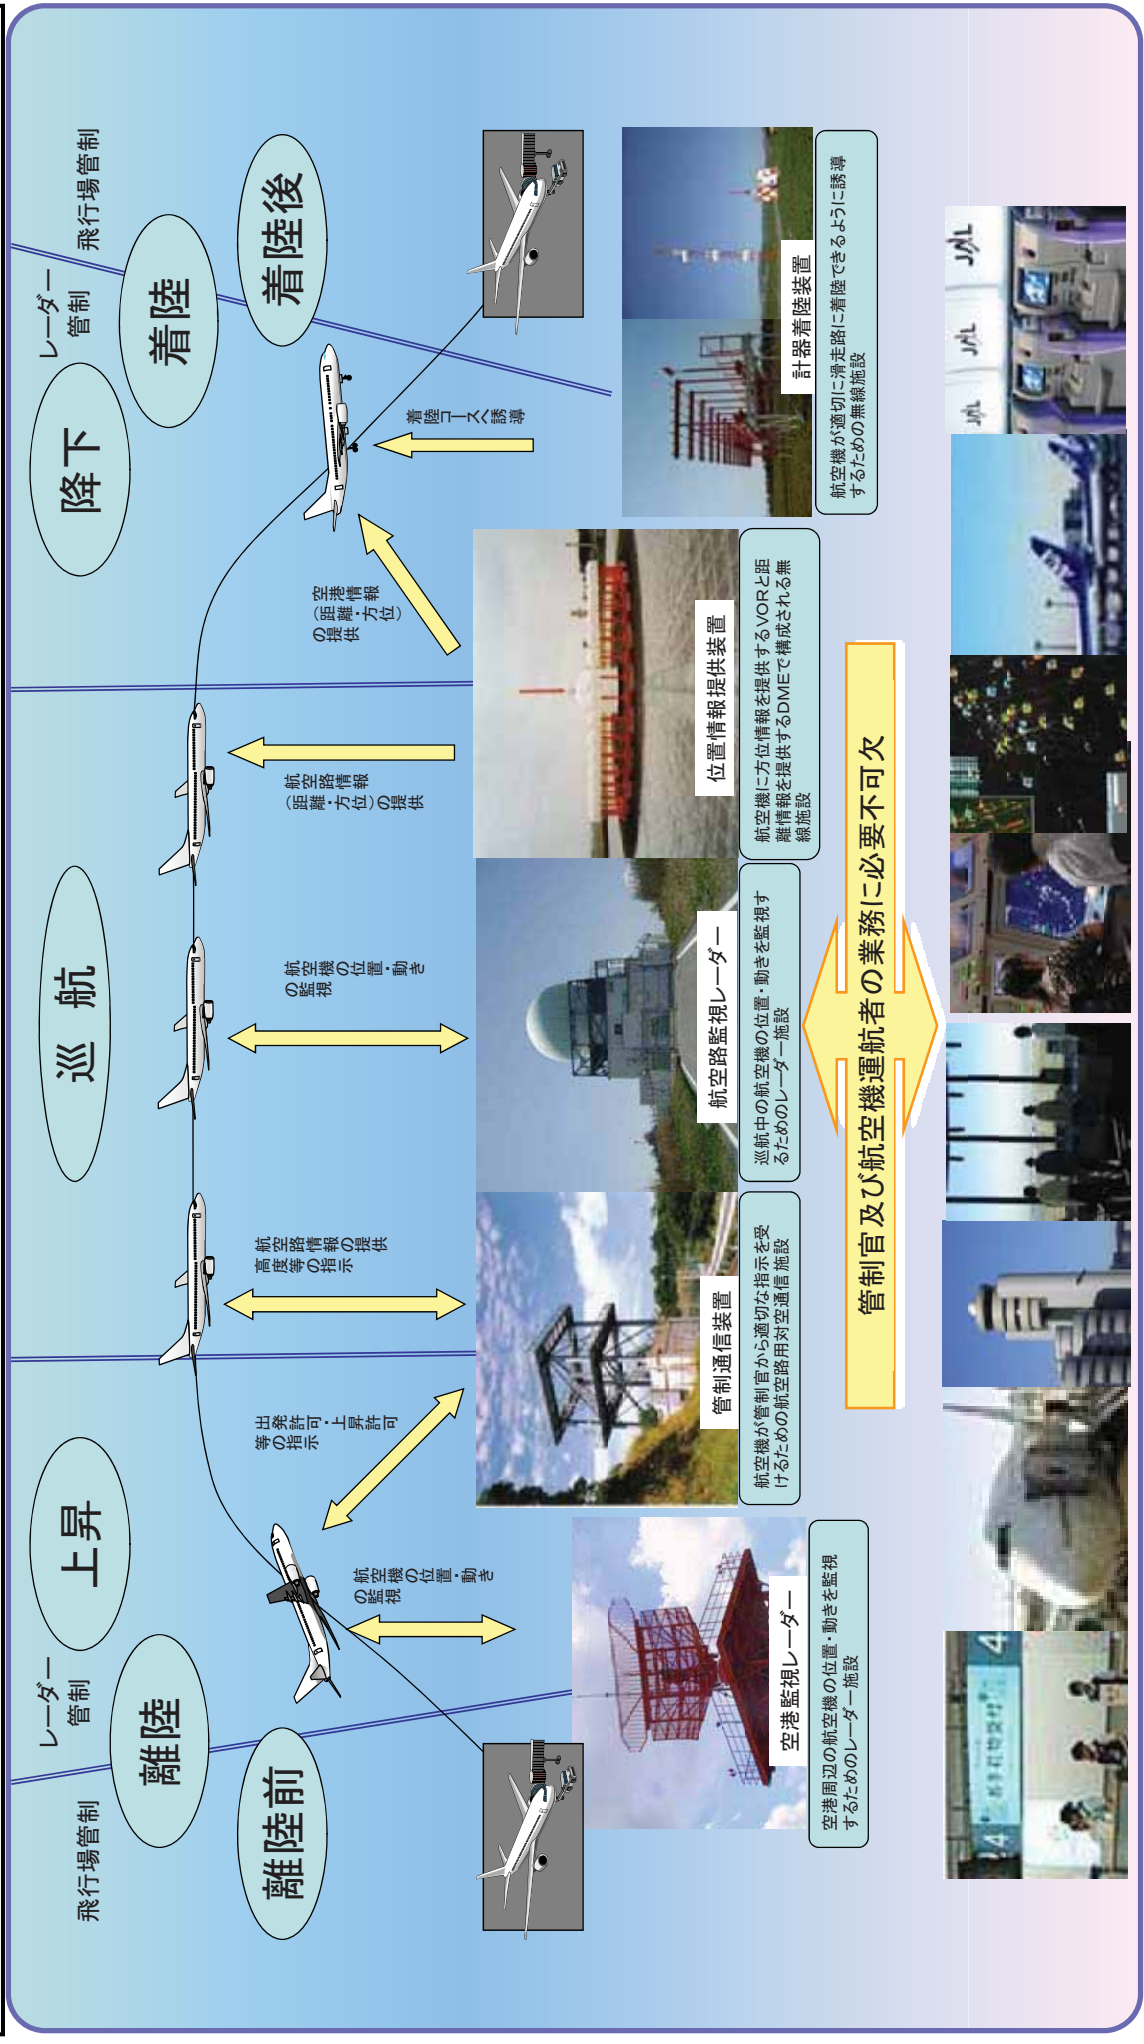 飛行場管制
レーダー
管制
レーダー
管制
飛行場管制
離陸前
離陸
上昇
巡 航
降下
着陸
着陸後
航空機の位置・動き
の監視
出発許可・上昇許可
等の指示
航空路情報の提供
高度等の指示
航空機の位置・動き
の監視
航空路情報
(距離・方位)の提供
空港情報
(距離・方位)
の提供
着陸コースへ誘導
空港監視レーダー
空港周辺の航空機の位置・動きを監視
するためのレーダー施設
管制通信装置
航空機が管制官から適切な指示を受
けるための航空路用対空通信施設
航空路監視レーダー
巡航中の航空機の位置・動きを監視す
るためのレーダー施設
位置情報提供装置
航空機に方位情報を提供するVORと距
離情報を提供するDMEで構成される無
線施設
計器着陸装置
航空機が適切に滑走路に着陸できるように誘導
するための無線施設
管制官及び航空機運航者の業務に必要不可欠
4
4
JAL
JAL
JAL